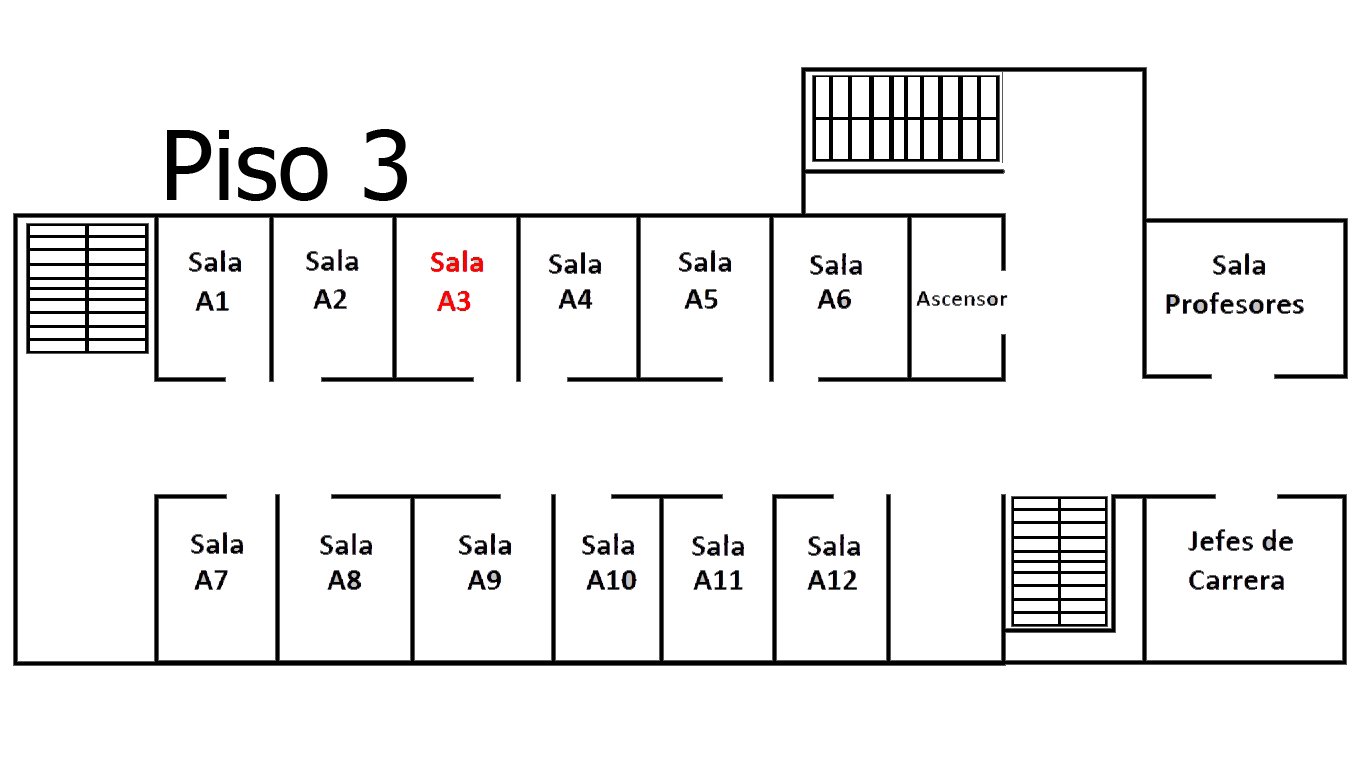 Piso 3
Sala
A1
Sala
A2
Sala
A3
Sala
A4
Sala
A5
Sala
A6
Ascensor
Sala
Profesores
Sala
A7
Sala
A8
Sala
A9
Sala
A10
Sala
A11
Sala
A12
Jefes de
Carrera